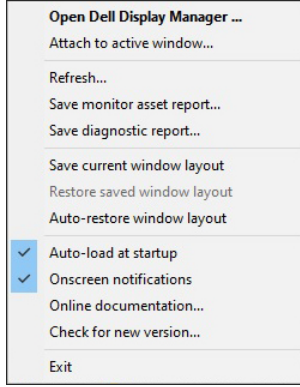 Open Dell Display Manager ...
Attach to active window...
Refresh...
Save monitor asset report...
Save diagnostic report...
Save current window layout
Restore saved window layout
Auto-restore window layout
Auto-load at startup
Onscreen notifications
Online documentation...
Check for new version...
Exit